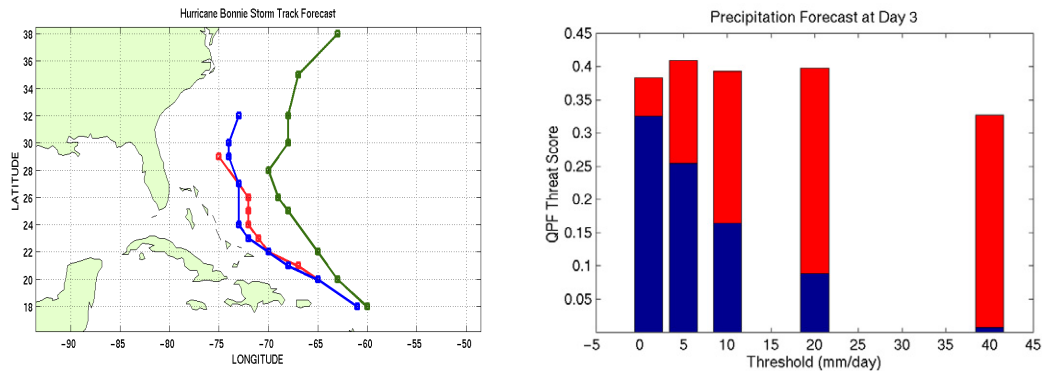 Hurricane Bonnie Storm Track Forecast
38
36
34
32
30
28
26
24
22
20
18
LATITUDE
−90 −85 −80 −75 −70 −65 −60 −55 −50
LONGITUDE
Precipitation Forecast at Day 3
0.45
0.4
0.35
0.3
0.25
0.2
0.15
0.1
0.05
QPF Threat Score
−5 0 5 10 15 20 25 30 35 40 45
Threshold (mm/day)